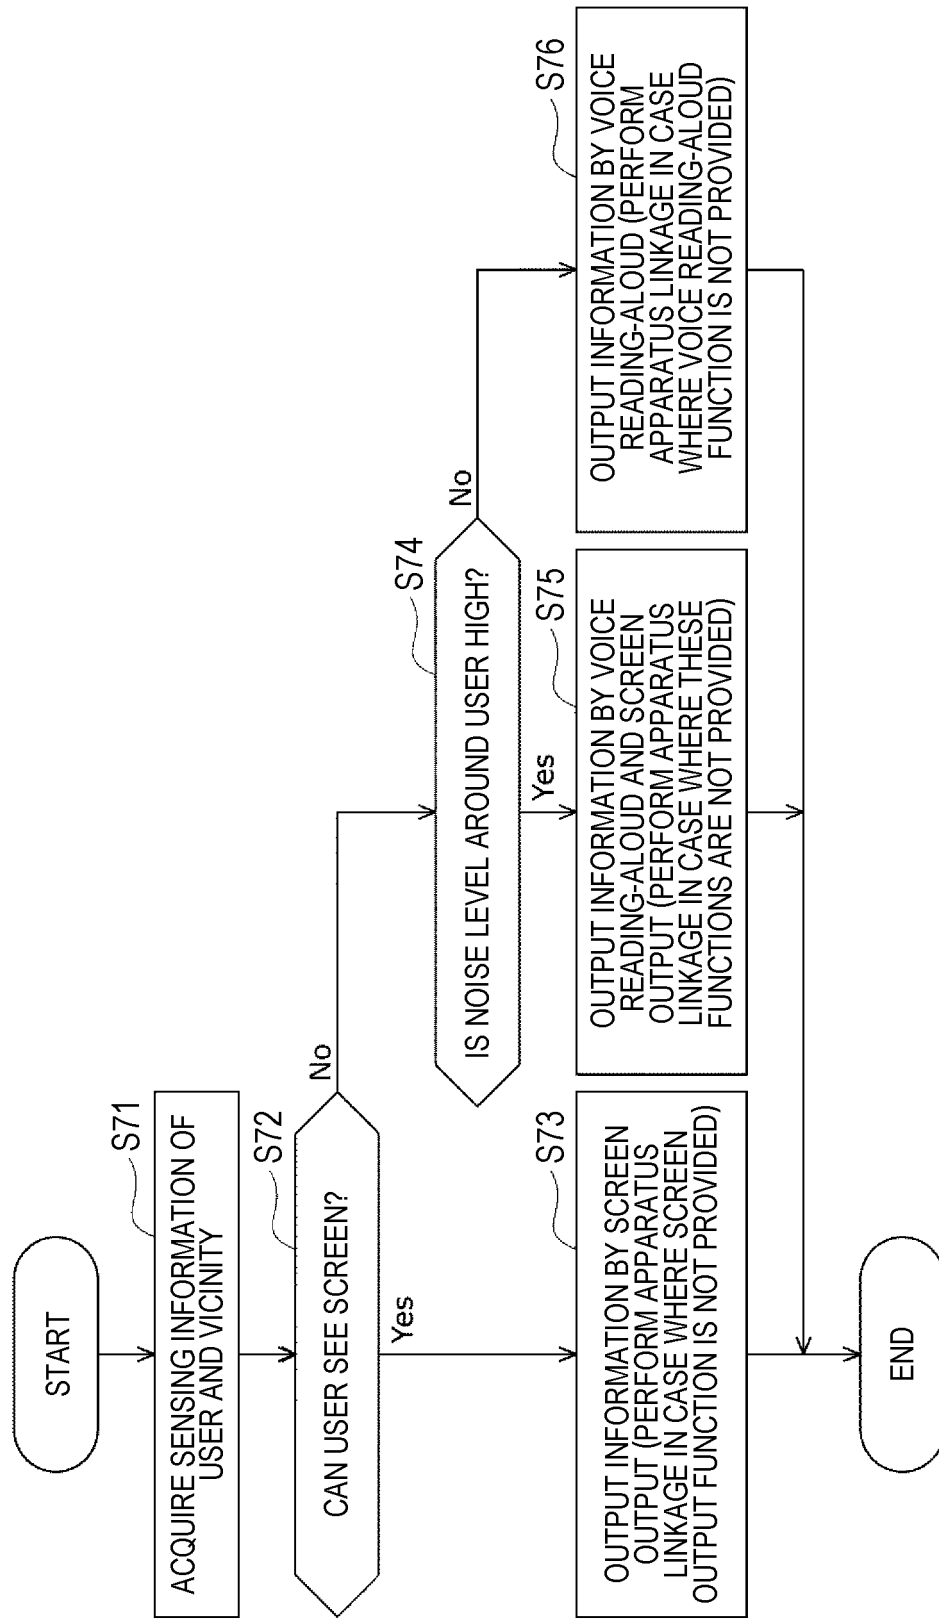 START
S71
ACQUIRE SENSING INFORMATION OF
USER AND VICINITY
S72
CAN USER SEE SCREEN?
No
Yes
S74
IS NOISE LEVEL AROUND USER HIGH?
No
Yes
S73
OUTPUT INFORMATION BY SCREEN
OUTPUT (PERFORM APPARATUS
LINKAGE IN CASE WHERE SCREEN
OUTPUT FUNCTION IS NOT PROVIDED)
S75
OUTPUT INFORMATION BY VOICE
READING-ALOUD AND SCREEN
OUTPUT (PERFORM APPARATUS
LINKAGE IN CASE WHERE THESE
FUNCTIONS ARE NOT PROVIDED)
S76
OUTPUT INFORMATION BY VOICE
READING-ALOUD (PERFORM
APPARATUS LINKAGE IN CASE
WHERE VOICE READING-ALOUD
FUNCTION IS NOT PROVIDED)
END